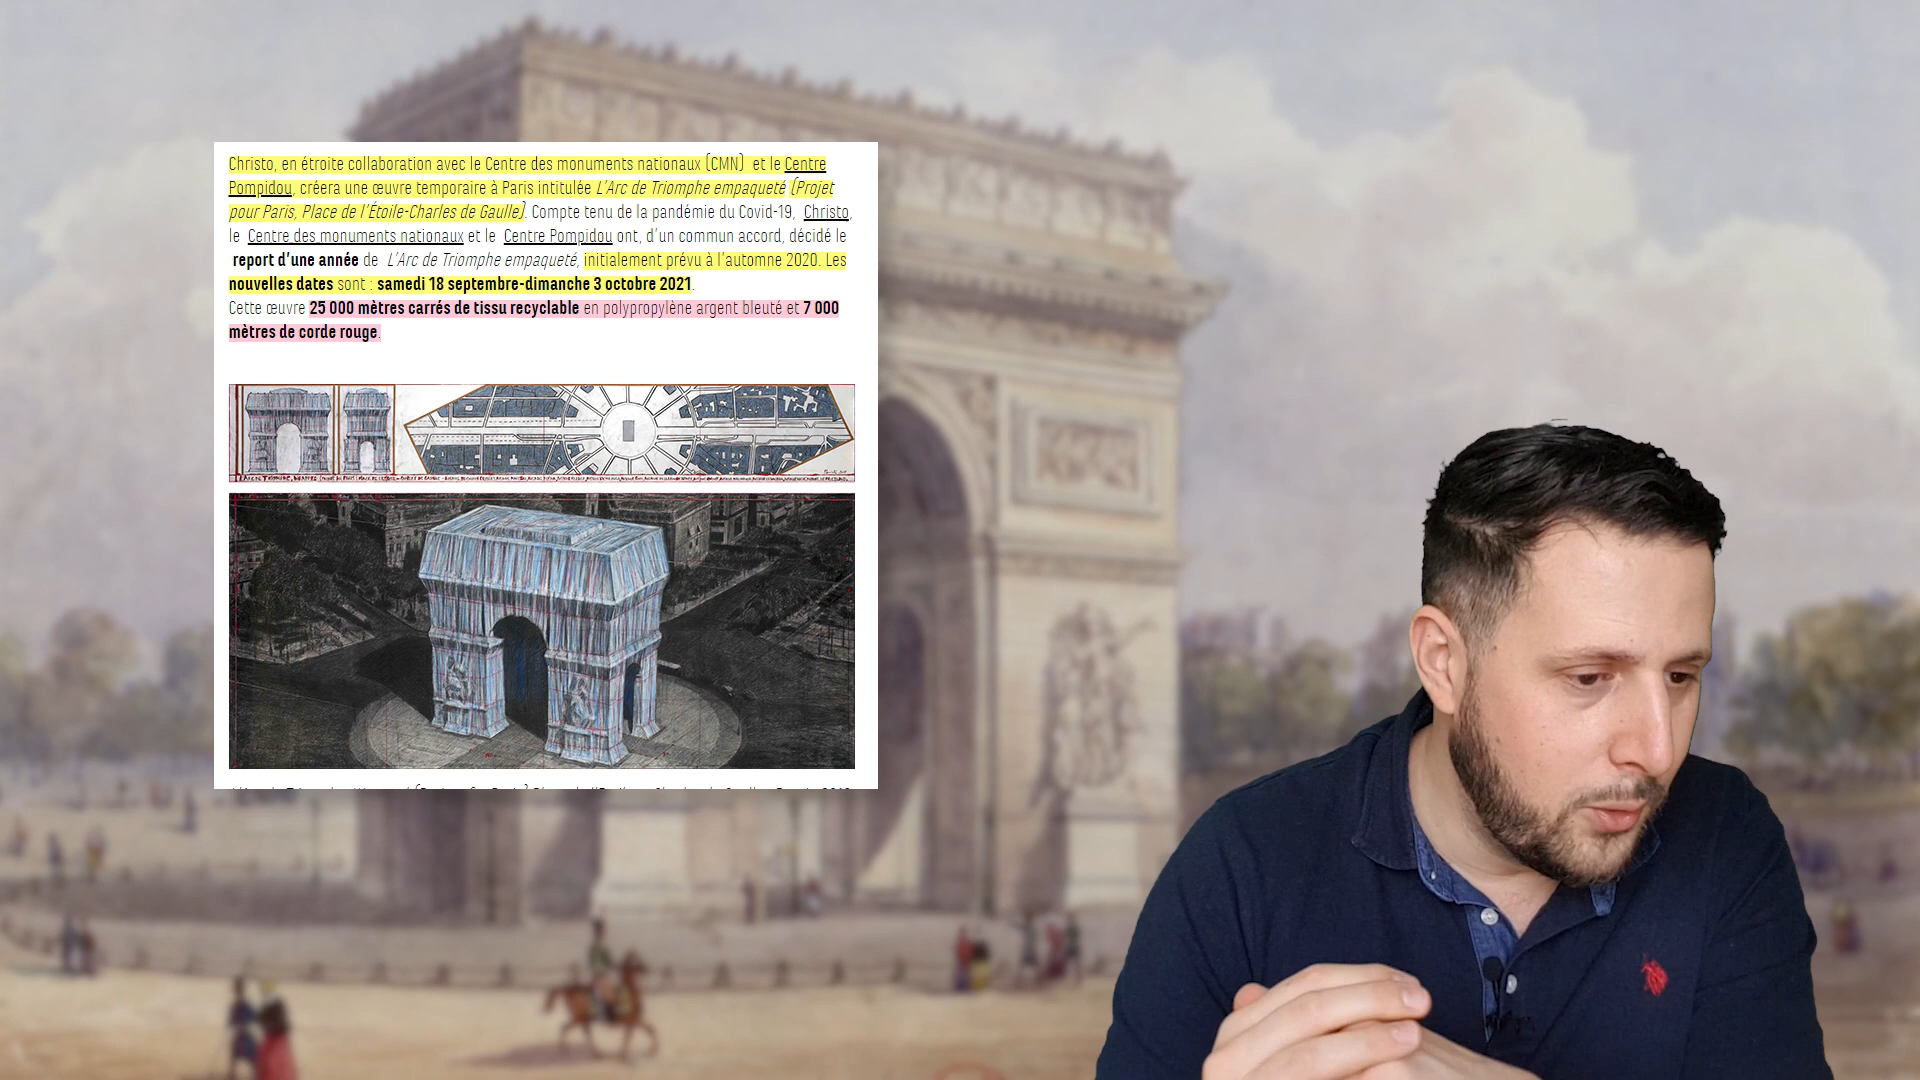 Christo, en étroite collaboration avec le Centre des monuments nationaux (CMN) et le Centre
Pompidou, créera une œuvre temporaire à Paris intitulée L'Arc de Triomphe empaqueté (Projet
pour Paris, Place de l'Étoile-Charles de Gaulle). Compte tenu de la pandémie du Covid-19, Christo,
le Centre des monuments nationaux et le Centre Pompidou ont, d'un commun accord, décidé le
report d'une année de L'Arc de Triomphe empaqueté, initialement prévu à l'automne 2020. Les
nouvelles dates sont : samedi 18 septembre-dimanche 3 octobre 2021.
Cette œuvre 25 000 mètres carrés de tissu recyclable en polypropylène argent bleuté et 7 000
mètres de corde rouge.